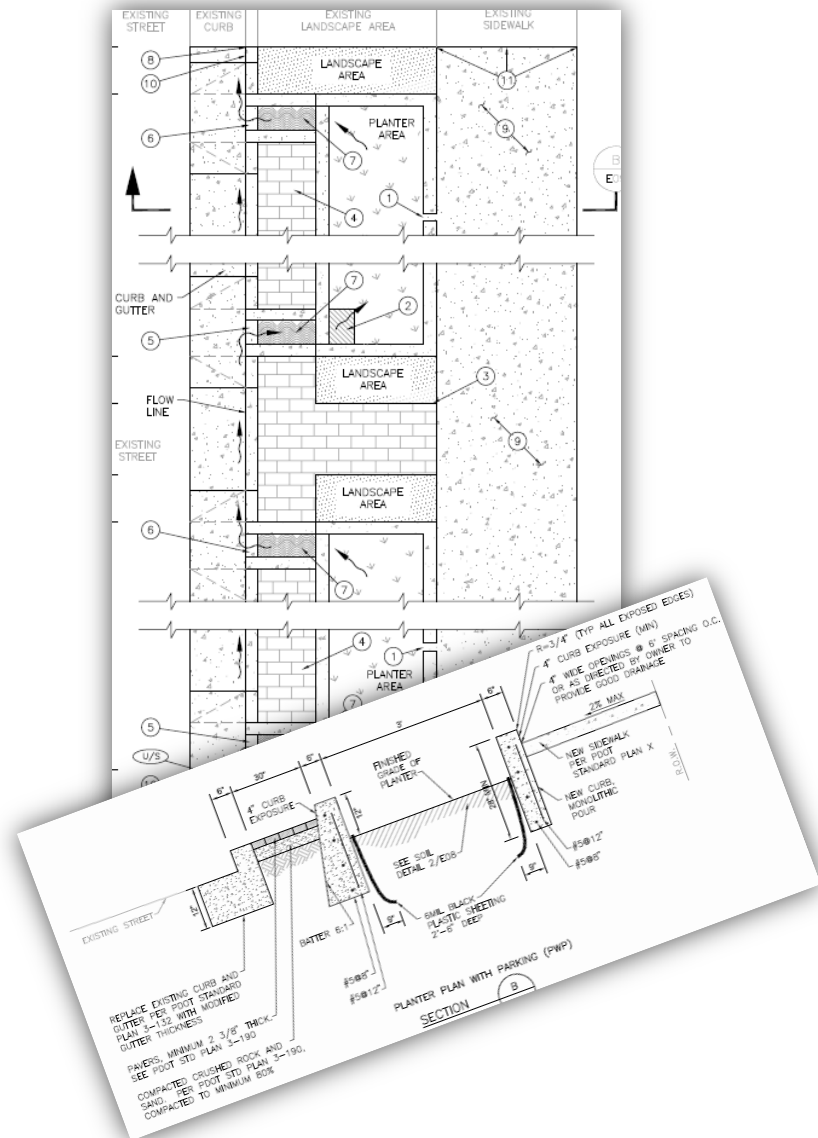 EXISTING
STREET
EXISTING
CURB
EXISTING
LANDSCAPE AREA
EXISTING
SIDEWALK
8
10
LANDSCAPE
AREA
11
6
PLANTER
AREA
9
7
B
1
4
CURB AND
GUTTER
7
2
5
LANDSCAPE
AREA
3
FLOW
LINE
EXISTING
STREET
9
LANDSCAPE
AREA
6
7
4
1
PLANTER
AREA
7
5
U/S
R=3/4" (TYP ALL EXPOSED EDGES)
4" CURB EXPOSURE (MIN)
4" WIDE OPENINGS @ 6' SPACING O.C.
OR AS DIRECTED BY OWNER TO
PROVIDE GOOD DRAINAGE
2% MAX
6"
3'
6"
30"
6"
4" CURB
EXPOSURE
12"
FINISHED
GRADE OF
PLANTER
NEW SIDEWALK
PER PDOT
STANDARD PLAN X
R.O.W.
NEW CURB,
MONOLITHIC
POUR
#5@12"
#5@8"
SEE SOIL
DETAIL 2/E08
9"
6MIL BLACK
PLASTIC SHEETING
2'-6" DEEP
9"
BATTER 6:1
#5@8"
#5@12"
12"
EXISTING STREET
REPLACE EXISTING CURB AND
GUTTER PER PDOT STANDARD
PLAN 3-132 WITH MODIFIED
GUTTER THICKNESS
PAVERS, MINIMUM 2 3/8" THICK.
SEE PDOT STD PLAN 3-190
COMPACTED CRUSHED ROCK AND
SAND. PER PDOT STD PLAN 3-190,
COMPACTED TO MINIMUM 80%
PLANTER PLAN WITH PARKING (PWP)
SECTION
B